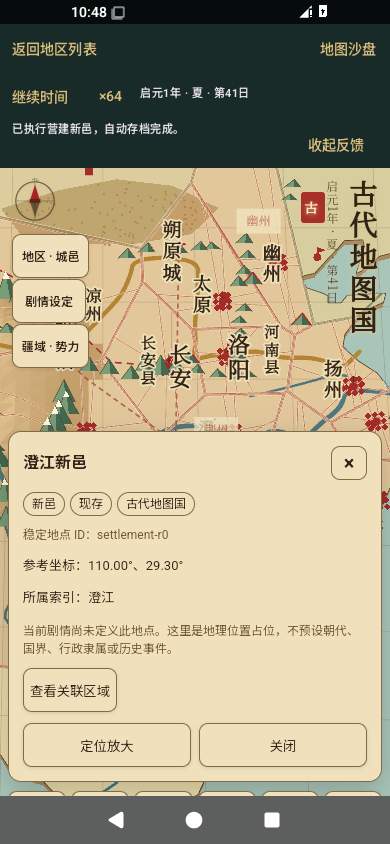 10:48
返回地区列表
地图沙盘
继续时间
×64
启元1年 · 夏 · 第41日
已执行营建新邑，自动存档完成。
收起反馈
古代地图国
启元1年 · 夏 · 第41日
古
幽州
地区 · 城邑
剧情设定
疆域 · 势力
朔原城
幽州
凉州
太原
长安县
长安
洛阳
河南县
扬州
澄江新邑
×
新邑
现存
古代地图国
稳定地点 ID：settlement-r0
参考坐标：110.00°、29.30°
所属索引：澄江
当前剧情尚未定义此地点。这里是地理位置占位，不预设朝代、
国界、行政隶属或历史事件。
查看关联区域
定位放大
关闭